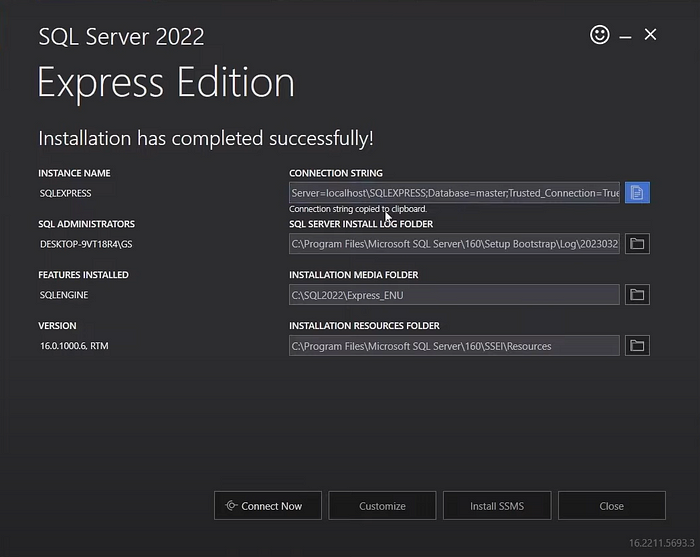 SQL Server 2022
Express Edition
Installation has completed successfully!
INSTANCE NAME
SQLEXPRESS
CONNECTION STRING
Server=localhost\SQLEXPRESS;Database=master;Trusted_Connection=True
Connection string copied to clipboard.
SQL ADMINISTRATORS
DESKTOP-9VT18R4\GS
SQL SERVER INSTALL LOG FOLDER
C:\Program Files\Microsoft SQL Server\160\Setup Bootstrap\Log\2023032
FEATURES INSTALLED
SQLENGINE
INSTALLATION MEDIA FOLDER
C:\SQL2022\Express_ENU
VERSION
16.0.1000.6, RTM
INSTALLATION RESOURCES FOLDER
C:\Program Files\Microsoft SQL Server\160\SSEI\Resources
Connect Now
Customize
Install SSMS
Close
16.2211.5693.3